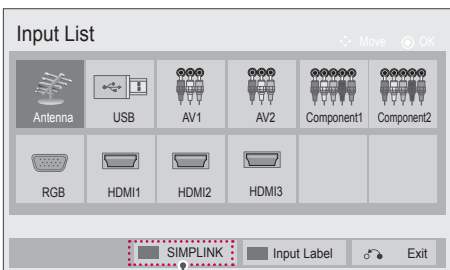 Input List
Move OK
Antenna USB AV1 AV2 Component1 Component2
RGB HDMI1 HDMI2 HDMI3
SIMPLINK Input Label Exit